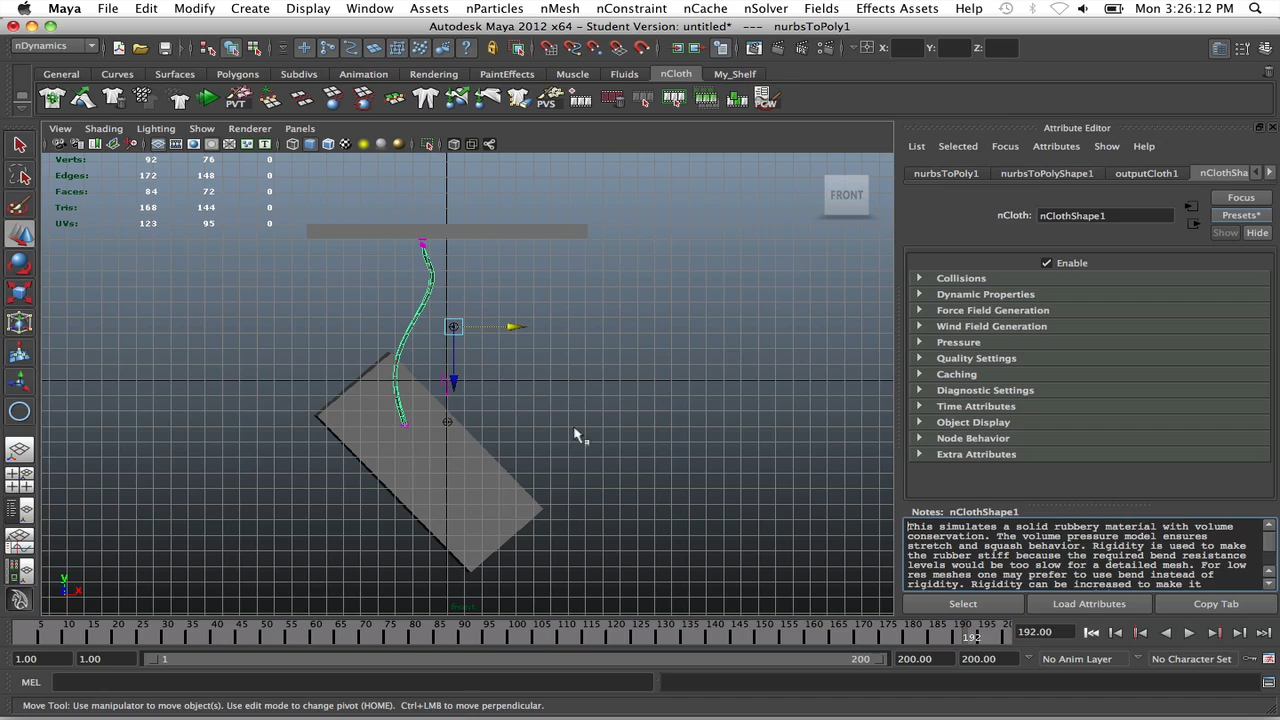 Maya File Edit Modify Create Display Window Assets nParticles nMesh nConstraint nCache nSolver Fields Effects Assets Help Mon 3:26:12 PM
Autodesk Maya 2012 x64 - Student Version: untitled* --- nurbsToPoly1
nDynamics X: Y: Z:
General Curves Surfaces Polygons Subdivs Animation Rendering PaintEffects Muscle Fluids nCloth My_Shelf
PVT PVS PGW
View Shading Lighting Show Renderer Panels
Verts: 92 76 0
Edges: 172 148 0
Faces: 84 72 0
Tris: 168 144 0
UVs: 123 95 0
FRONT
y
x
Attribute Editor
List Selected Focus Attributes Show Help
nurbsToPoly1 nurbsToPolyShape1 outputCloth1 nClothSha
Focus
nCloth: nClothShape1 Presets*
Show Hide
Enable
Collisions
Dynamic Properties
Force Field Generation
Wind Field Generation
Pressure
Quality Settings
Caching
Diagnostic Settings
Time Attributes
Object Display
Node Behavior
Extra Attributes
Notes: nClothShape1
This simulates a solid rubbery material with volume
conservation. The volume pressure model ensures
stretch and squash behavior. Rigidity is used to make
the rubber stiff because the required bend resistance
levels would be too slow for a detailed mesh. For low
res meshes one may prefer to use bend instead of
rigidity. Rigidity can be increased to make it
Select Load Attributes Copy Tab
5 10 15 20 25 30 35 40 45 50 55 60 65 70 75 80 85 90 95 100 105 110 115 120 125 130 135 140 145 150 155 160 165 170 175 180 185 190 195 20
192 192.00
1.00 1.00 1 200 200.00 200.00 No Anim Layer No Character Set
MEL
Move Tool: Use manipulator to move object(s). Use edit mode to change pivot (HOME). Ctrl+LMB to move perpendicular.